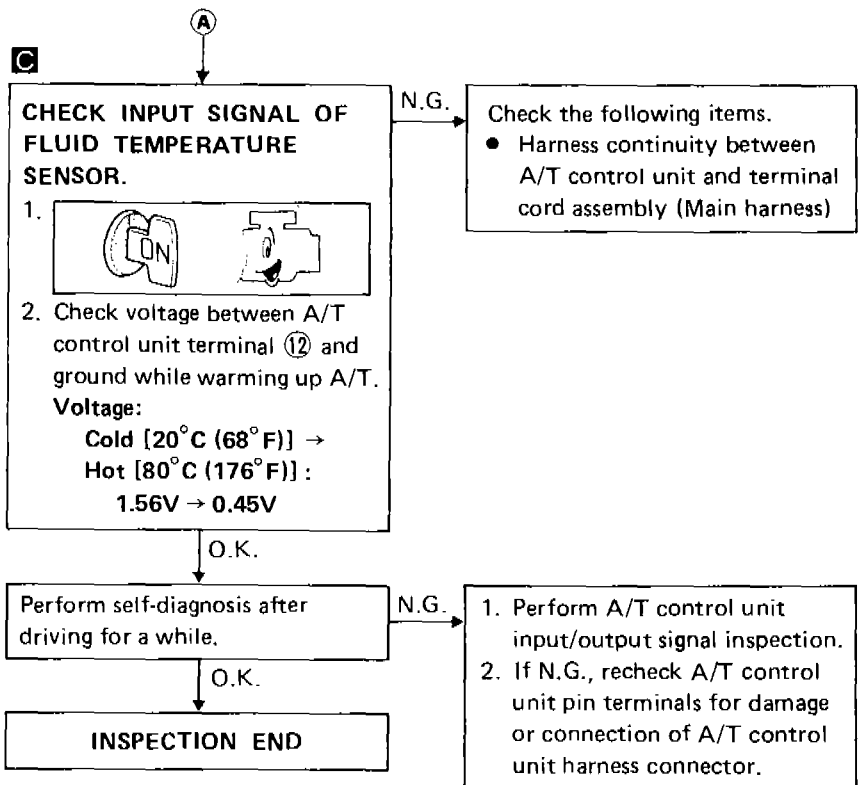 A
C
CHECK INPUT SIGNAL OF
FLUID TEMPERATURE
SENSOR.
1.
ON
2. Check voltage between A/T
control unit terminal ⑫ and
ground while warming up A/T.
Voltage:
Cold [20°C (68°F)] →
Hot [80°C (176°F)] :
1.56V → 0.45V
N.G.
Check the following items.
● Harness continuity between
A/T control unit and terminal
cord assembly (Main harness)
O.K.
Perform self-diagnosis after
driving for a while.
N.G.
1. Perform A/T control unit
input/output signal inspection.
2. If N.G., recheck A/T control
unit pin terminals for damage
or connection of A/T control
unit harness connector.
O.K.
INSPECTION END